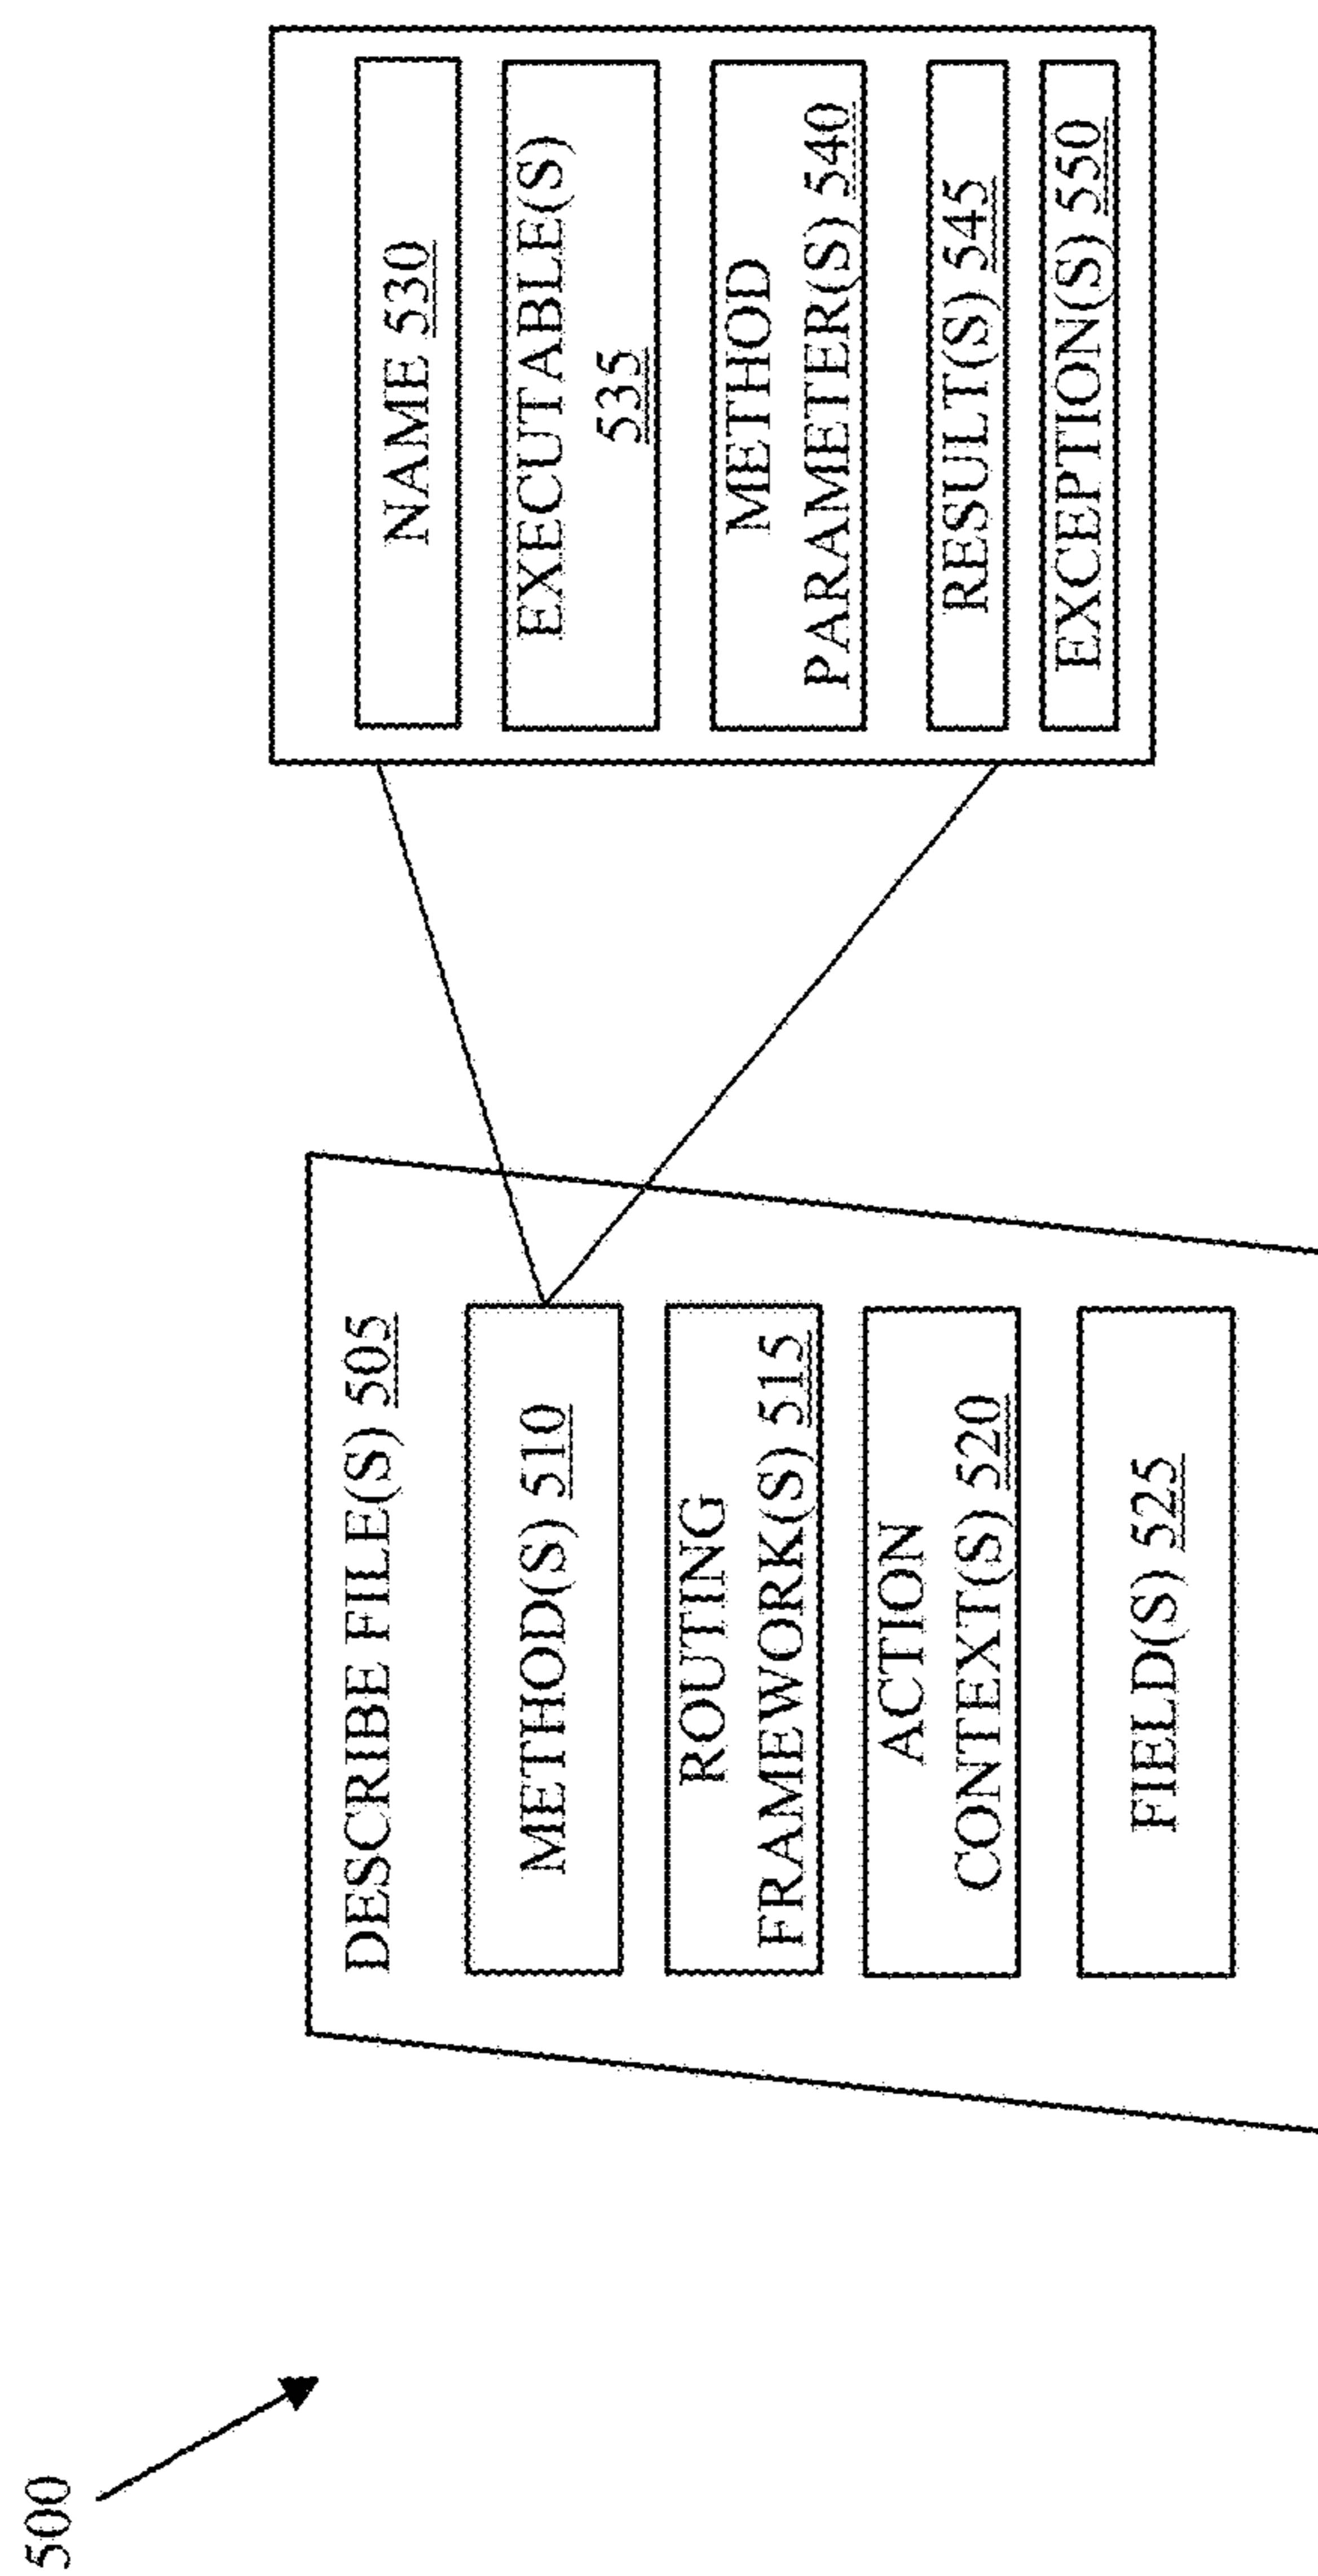 500
DESCRIBE FILE(S) 505
METHOD(S) 510
ROUTING
FRAMEWORK(S) 515
ACTION
CONTEXT(S) 520
FIELD(S) 525
NAME 530
EXECUTABLE(S)
535
METHOD
PARAMETER(S) 540
RESULT(S) 545
EXCEPTION(S) 550